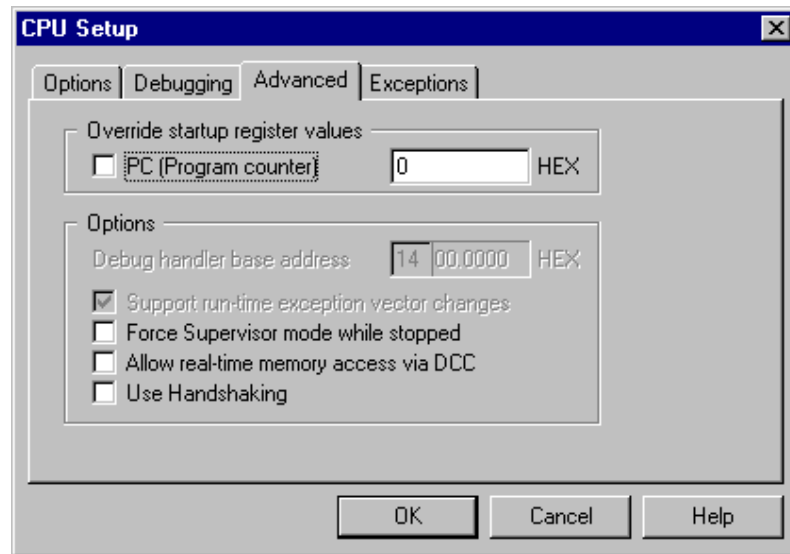 CPU Setup
Options Debugging Advanced Exceptions
Override startup register values
PC (Program counter) 0 HEX
Options
Debug handler base address 14 00.0000 HEX
Support run-time exception vector changes
Force Supervisor mode while stopped
Allow real-time memory access via DCC
Use Handshaking
OK Cancel Help